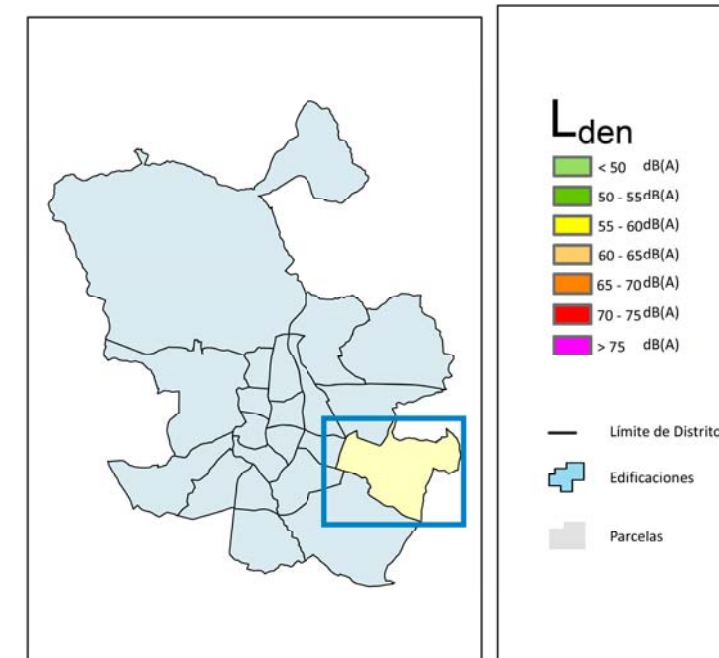 Lden
< 50 dB(A)
50 - 55dB(A)
55 - 60dB(A)
60 - 65dB(A)
65 - 70dB(A)
70 - 75dB(A)
> 75 dB(A)
Límite de Distrito
Edificaciones
Parcelas